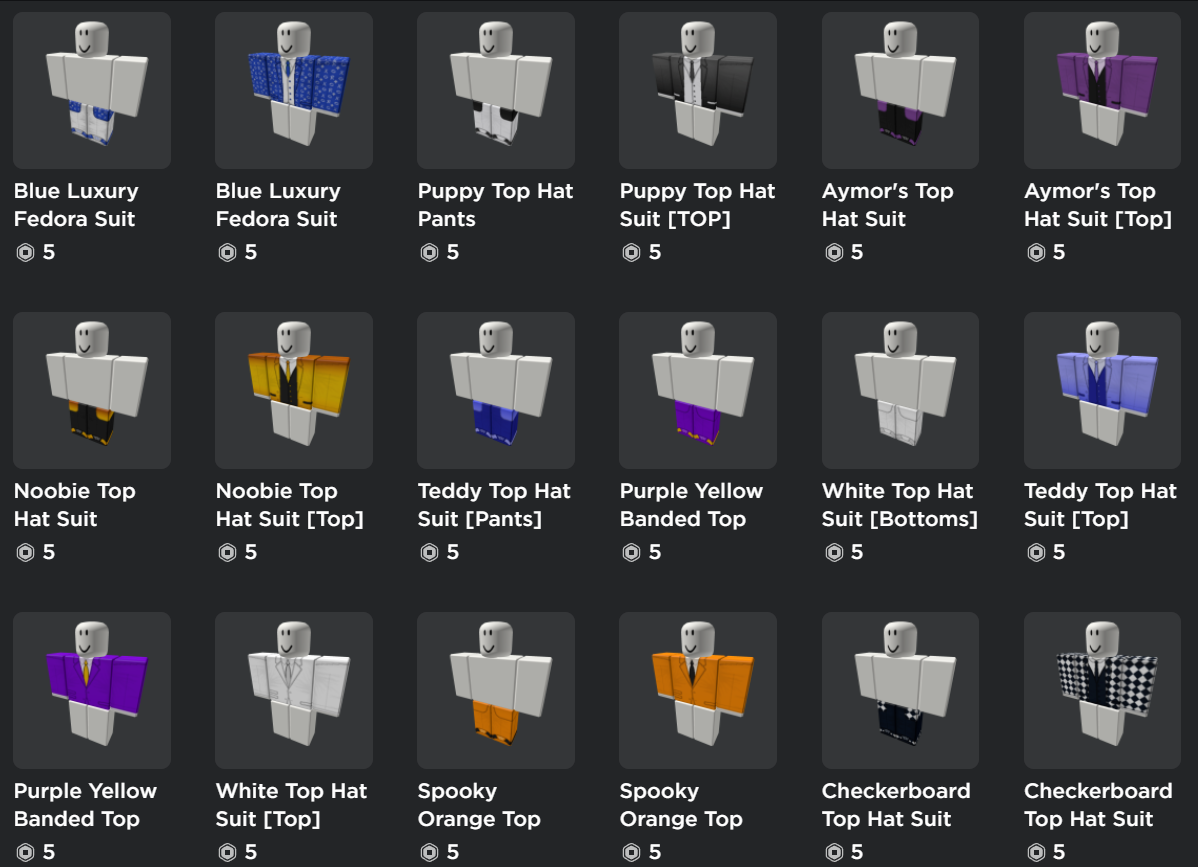 Blue Luxury
Fedora Suit
5
Blue Luxury
Fedora Suit
5
Puppy Top Hat
Pants
5
Puppy Top Hat
Suit [TOP]
5
Aymor's Top
Hat Suit
5
Aymor's Top
Hat Suit [Top]
5
Noobie Top
Hat Suit
5
Noobie Top
Hat Suit [Top]
5
Teddy Top Hat
Suit [Pants]
5
Purple Yellow
Banded Top
5
White Top Hat
Suit [Bottoms]
5
Teddy Top Hat
Suit [Top]
5
Purple Yellow
Banded Top
5
White Top Hat
Suit [Top]
5
Spooky
Orange Top
5
Spooky
Orange Top
5
Checkerboard
Top Hat Suit
5
Checkerboard
Top Hat Suit
5